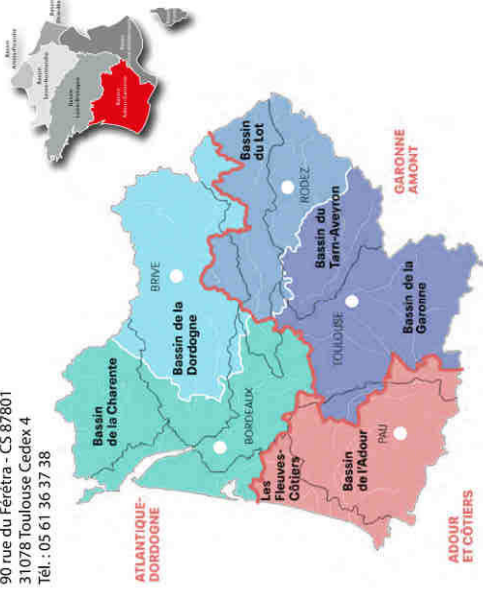 90 rue du Férétra - CS 87801
31078 Toulouse Cedex 4
Tél. : 05 61 36 37 38
ATLANTIQUE-
DORDOGNE
Bassin
de la Charente
BORDEAUX
BRIVE
Bassin de la
Dordogne
Bassin
du Lot
RODEZ
Bassin du
Tarn-Aveyron
TOULOUSE
Bassin de la
Garonne
GARONNE
AMONT
Les
Fleuves-
Côtiers
Bassin
de l'Adour
PAU
ADOUR
ET CÔTIERS